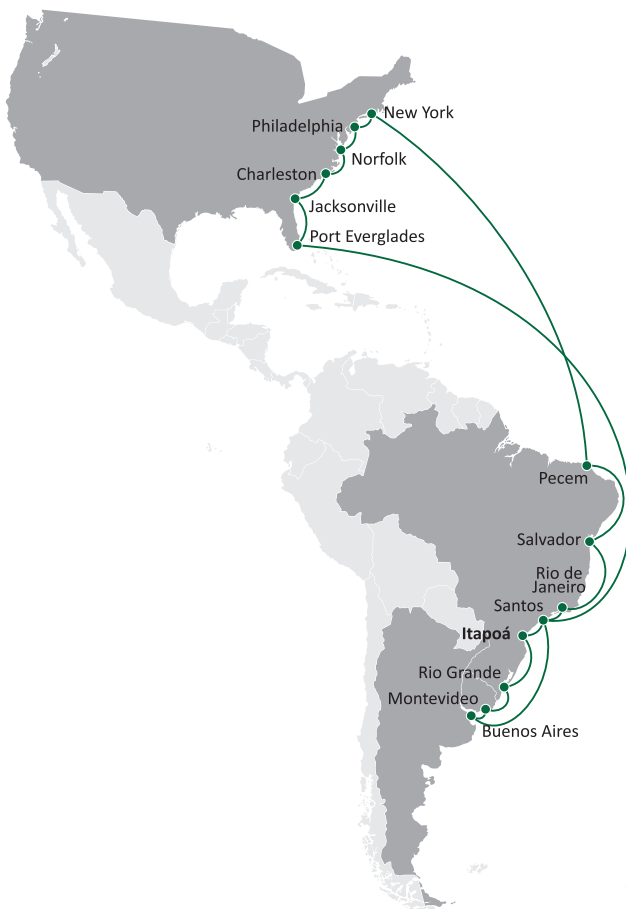 New York
Philadelphia
Norfolk
Charleston
Jacksonville
Port Everglades
Pecem
Salvador
Rio de
Janeiro
Santos
Itapoá
Rio Grande
Montevideo
Buenos Aires